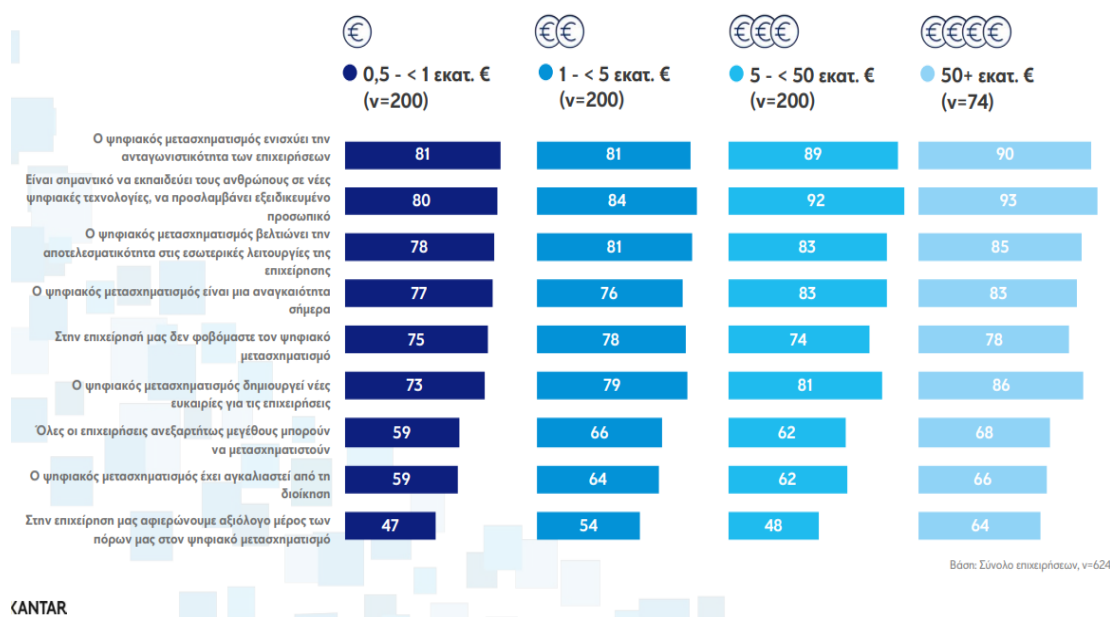 €
€€
€€€
€€€€
0,5 - < 1 εκατ. €
(ν=200)
1 - < 5 εκατ. €
(ν=200)
5 - < 50 εκατ. €
(ν=200)
50+ εκατ. €
(ν=74)
Ο ψηφιακός μετασχηματισμός ενισχύει την
ανταγωνιστικότητα των επιχειρήσεων
81
81
89
90
Είναι σημαντικό να εκπαιδεύει τους ανθρώπους σε νέες
ψηφιακές τεχνολογίες, να προσλαμβάνει εξειδικευμένο
προσωπικό
80
84
92
93
Ο ψηφιακός μετασχηματισμός βελτιώνει την
αποτελεσματικότητα στις εσωτερικές λειτουργίες της
επιχείρησης
78
81
83
85
Ο ψηφιακός μετασχηματισμός είναι μια αναγκαιότητα
σήμερα
77
76
83
83
Στην επιχείρησή μας δεν φοβόμαστε τον ψηφιακό
μετασχηματισμό
75
78
74
78
Ο ψηφιακός μετασχηματισμός δημιουργεί νέες
ευκαιρίες για τις επιχειρήσεις
73
79
81
86
Όλες οι επιχειρήσεις ανεξαρτήτως μεγέθους μπορούν
να μετασχηματιστούν
59
66
62
68
Ο ψηφιακός μετασχηματισμός έχει αγκαλιαστεί από τη
διοίκηση
59
64
62
66
Στην επιχείρηση μας αφιερώνουμε αξιόλογο μέρος των
πόρων μας στον ψηφιακό μετασχηματισμό
47
54
48
64
Βάση: Σύνολο επιχειρήσεων, ν=624
KANTAR